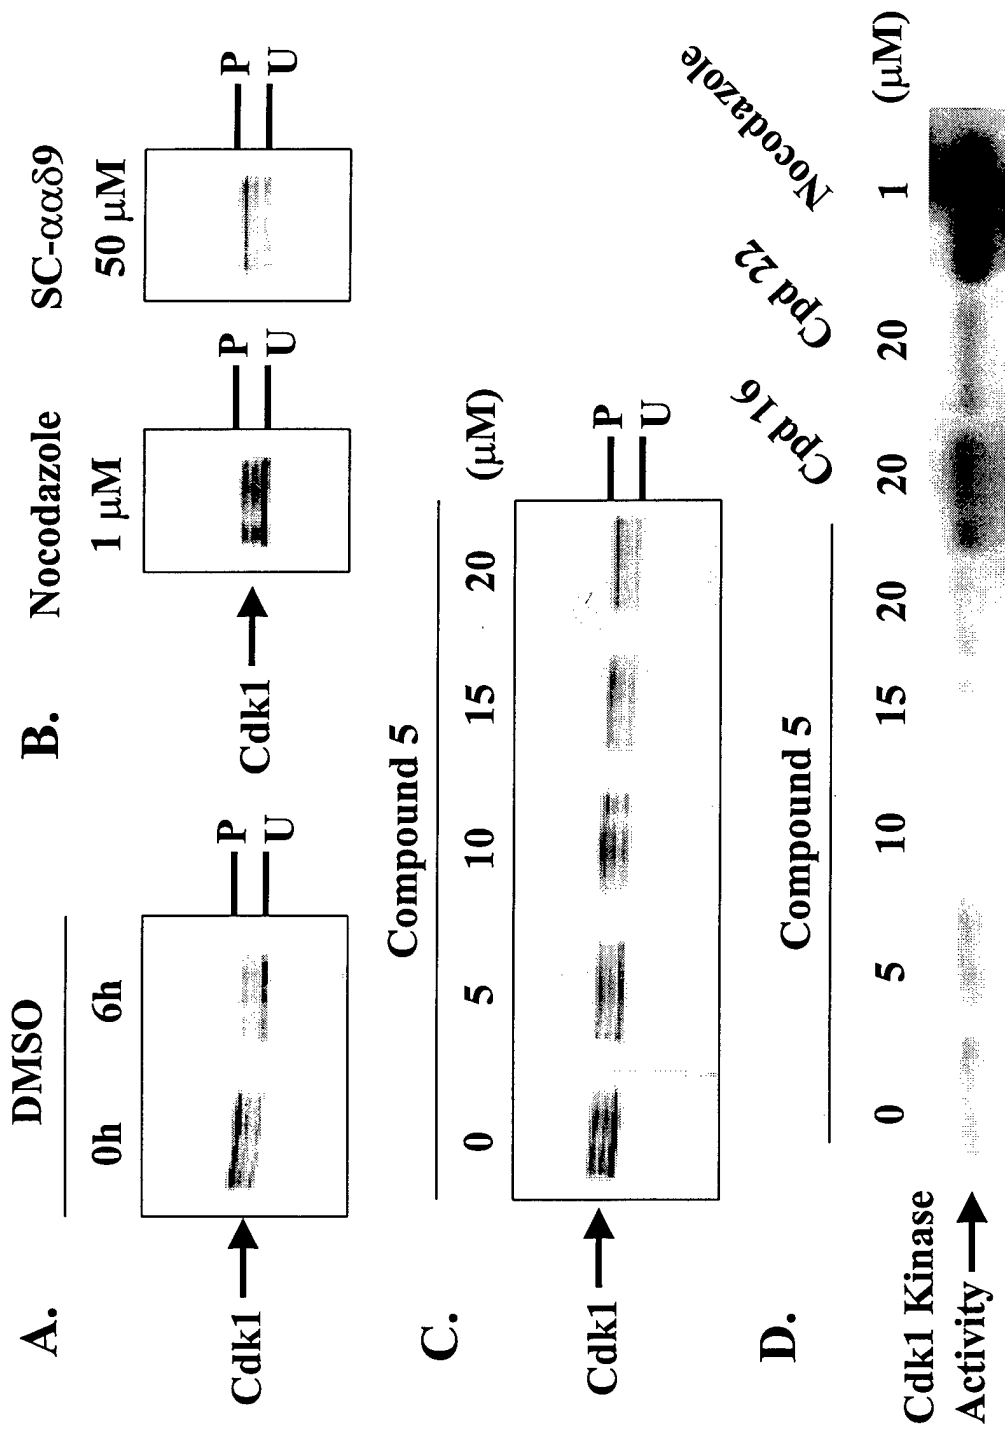 A.
DMSO
0h 6h
Cdk1
P
U
B.
Nocodazole
1 µM
Cdk1
P
U
SC-ααδ9
50 µM
P
U
C.
Compound 5
0 5 10 15 20 (µM)
Cdk1
P
U
D.
Compound 5
Cpd 16
Cpd 22
Nocodazole
0 5 10 15 20 20 20 1 (µM)
Cdk1 Kinase
Activity